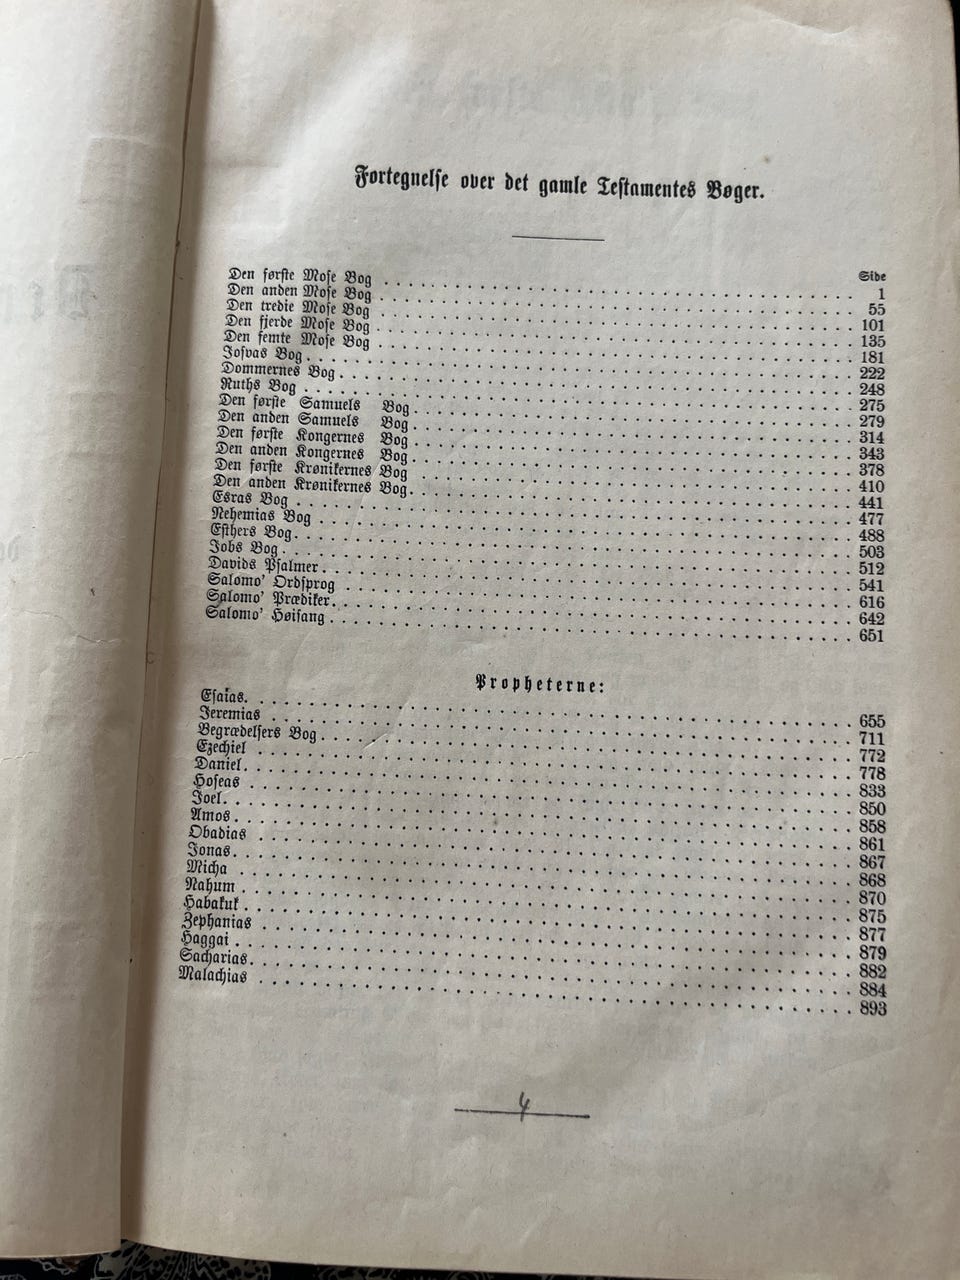 Fortegnelse over det gamle Testamentes Bøger.
Side
Den første Mose Bog . . . . . . . . . . 1
Den anden Mose Bog . . . . . . . . . . 55
Den tredie Mose Bog . . . . . . . . . . 101
Den fjerde Mose Bog . . . . . . . . . . 135
Den femte Mose Bog . . . . . . . . . . 181
Josvas Bog . . . . . . . . . . 222
Dommernes Bog . . . . . . . . . . 248
Ruths Bog . . . . . . . . . . 275
Den første Samuels Bog . . . . . . . . . . 279
Den anden Samuels Bog . . . . . . . . . . 314
Den første Kongernes Bog . . . . . . . . . . 343
Den anden Kongernes Bog . . . . . . . . . . 378
Den første Krønikernes Bog . . . . . . . . . . 410
Den anden Krønikernes Bog . . . . . . . . . . 441
Esras Bog . . . . . . . . . . 477
Nehemias Bog . . . . . . . . . . 488
Esthers Bog . . . . . . . . . . 503
Jobs Bog . . . . . . . . . . 512
Davids Psalmer . . . . . . . . . . 541
Salomo' Ordsprog . . . . . . . . . . 616
Salomo' Prædiker . . . . . . . . . . 642
Salomo' Høisang . . . . . . . . . . 651
Propheterne:
Esaias . . . . . . . . . . 655
Jeremias . . . . . . . . . . 711
Begrædelsers Bog . . . . . . . . . . 772
Ezechiel . . . . . . . . . . 778
Daniel . . . . . . . . . . 833
Hoseas . . . . . . . . . . 850
Joel . . . . . . . . . . 858
Amos . . . . . . . . . . 861
Obadias . . . . . . . . . . 867
Jonas . . . . . . . . . . 868
Micha . . . . . . . . . . 870
Nahum . . . . . . . . . . 875
Habakuk . . . . . . . . . . 877
Zephanias . . . . . . . . . . 879
Haggai . . . . . . . . . . 882
Sacharias . . . . . . . . . . 884
Malachias . . . . . . . . . . 893
4